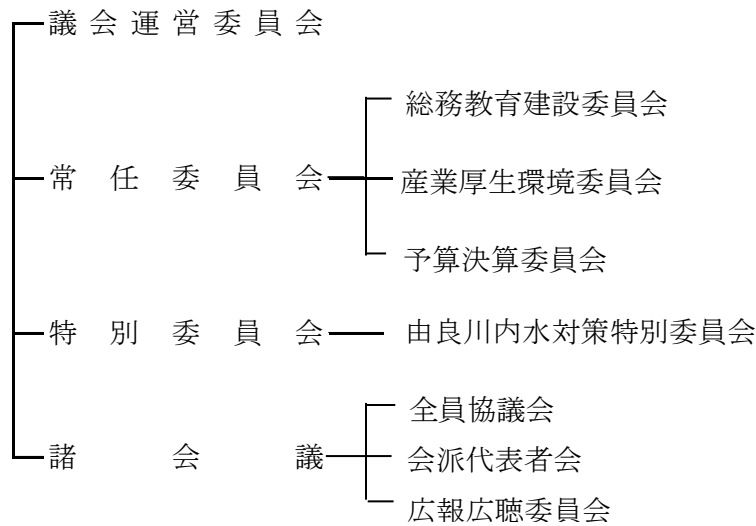 議会運営委員会
総務教育建設委員会
常任委員会
産業厚生環境委員会
予算決算委員会
特別委員会
由良川内水対策特別委員会
全員協議会
諸会議
会派代表者会
広報広聴委員会